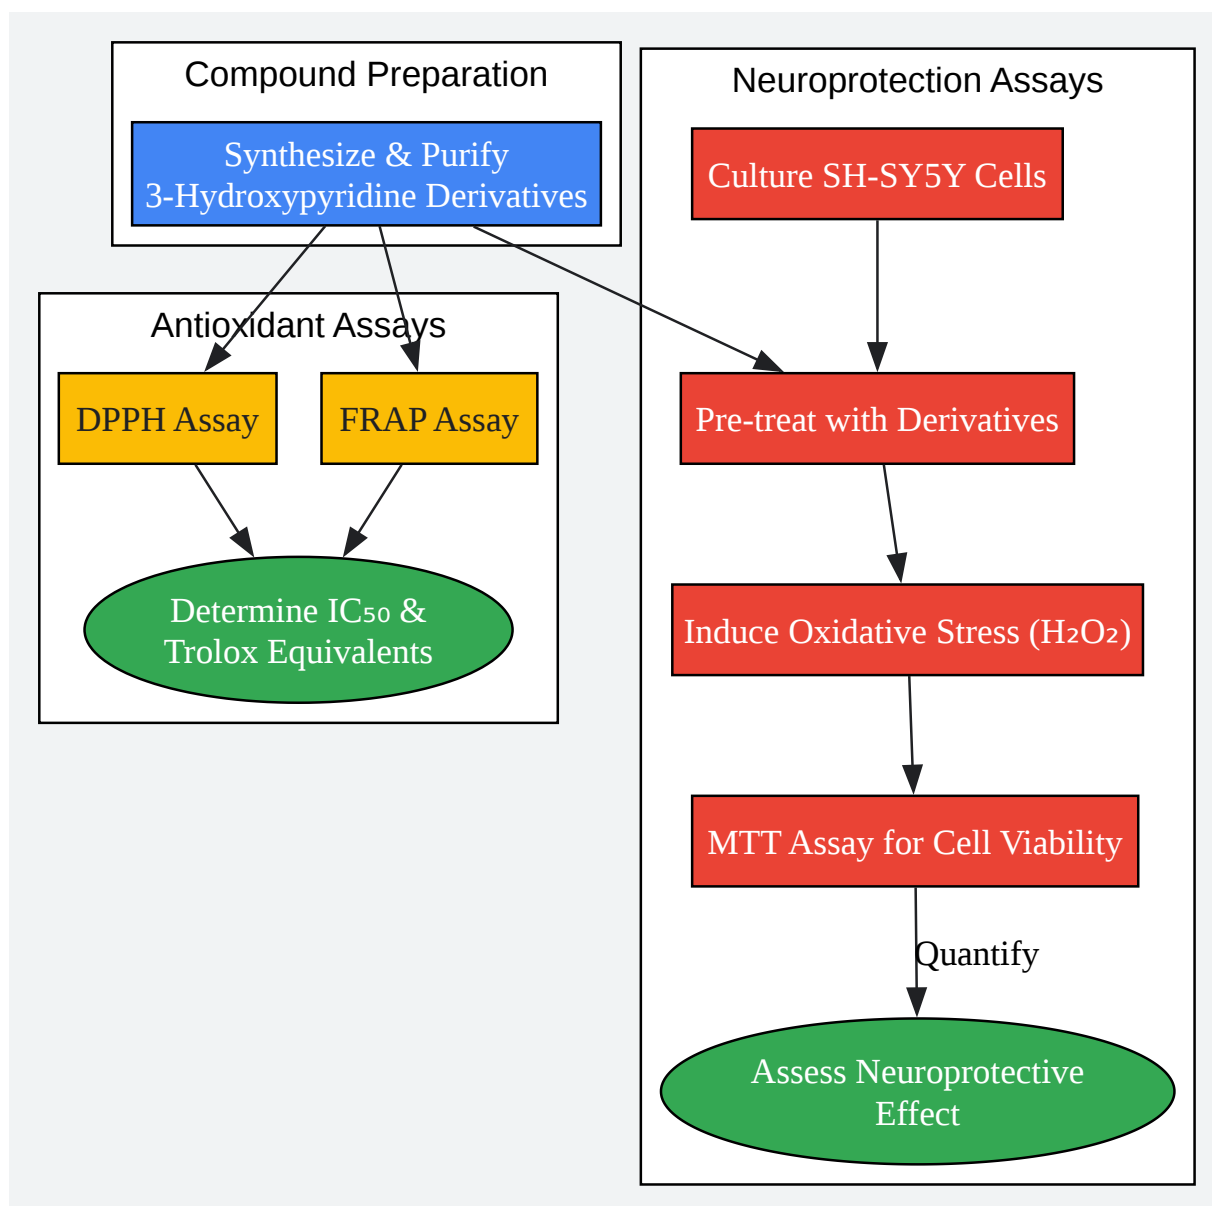 Compound Preparation
Synthesize & Purify
3-Hydroxypyridine Derivatives
Antioxidant Assays
DPPH Assay
FRAP Assay
Determine IC₅₀ &
Trolox Equivalents
Neuroprotection Assays
Culture SH-SY5Y Cells
Pre-treat with Derivatives
Induce Oxidative Stress (H₂O₂)
MTT Assay for Cell Viability
Quantify
Assess Neuroprotective
Effect